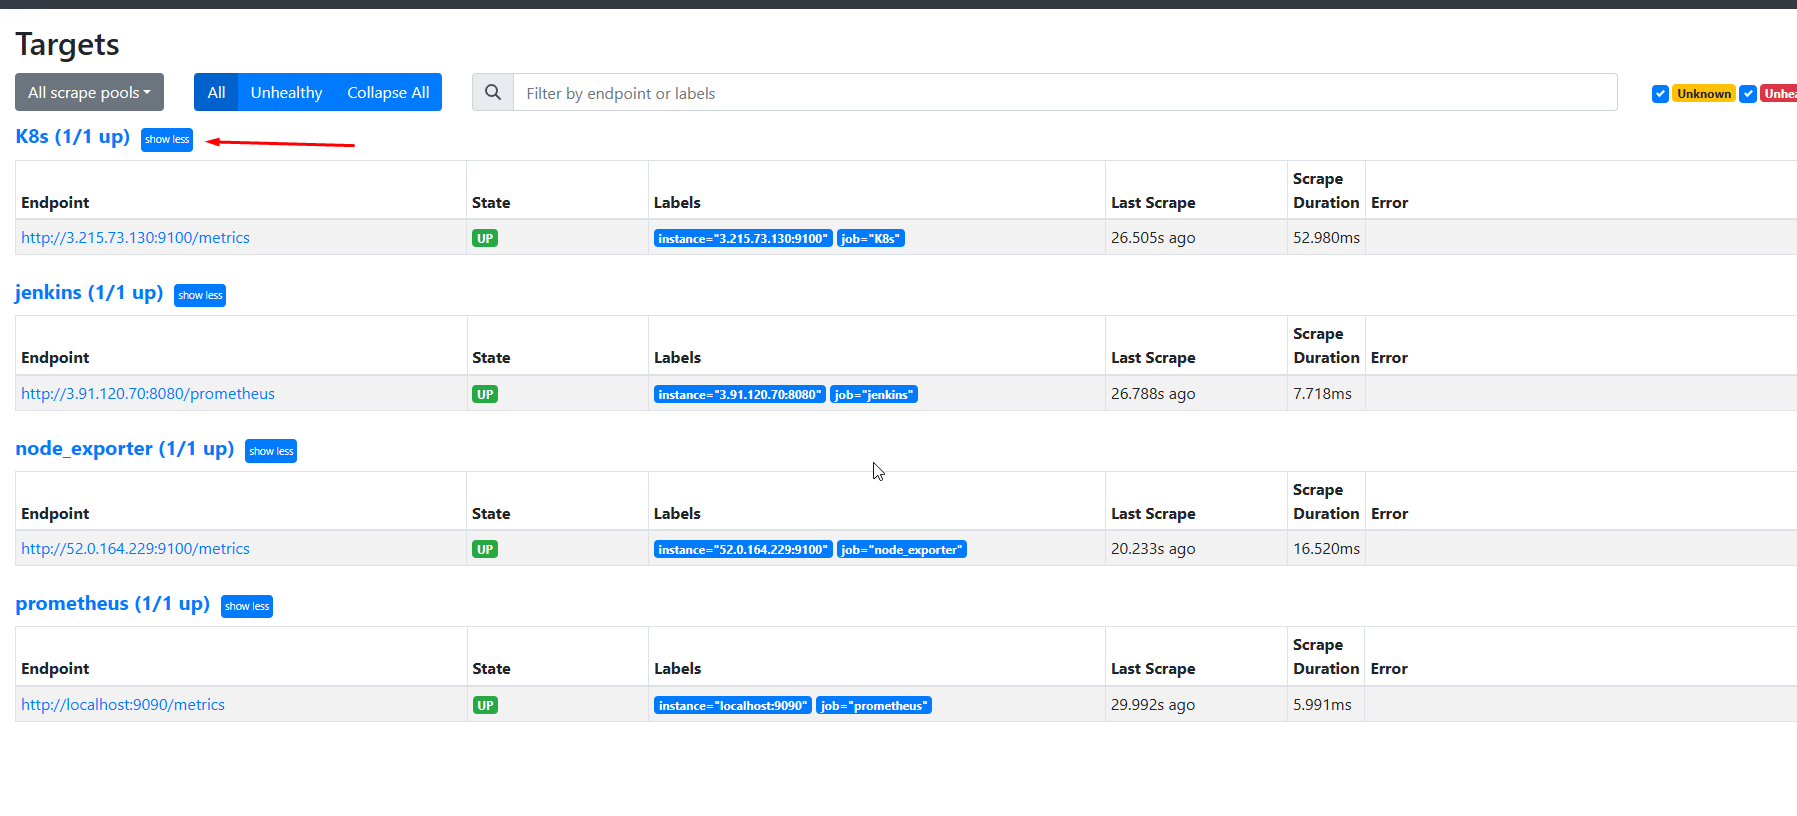 Targets
All scrape pools All Unhealthy Collapse All Filter by endpoint or labels Unknown Unhea
K8s (1/1 up) show less
Scrape
Endpoint State Labels Last Scrape Duration Error
http://3.215.73.130:9100/metrics UP instance="3.215.73.130:9100" job="K8s" 26.505s ago 52.980ms
jenkins (1/1 up) show less
Scrape
Endpoint State Labels Last Scrape Duration Error
http://3.91.120.70:8080/prometheus UP instance="3.91.120.70:8080" job="jenkins" 26.788s ago 7.718ms
node_exporter (1/1 up) show less
Scrape
Endpoint State Labels Last Scrape Duration Error
http://52.0.164.229:9100/metrics UP instance="52.0.164.229:9100" job="node_exporter" 20.233s ago 16.520ms
prometheus (1/1 up) show less
Scrape
Endpoint State Labels Last Scrape Duration Error
http://localhost:9090/metrics UP instance="localhost:9090" job="prometheus" 29.992s ago 5.991ms